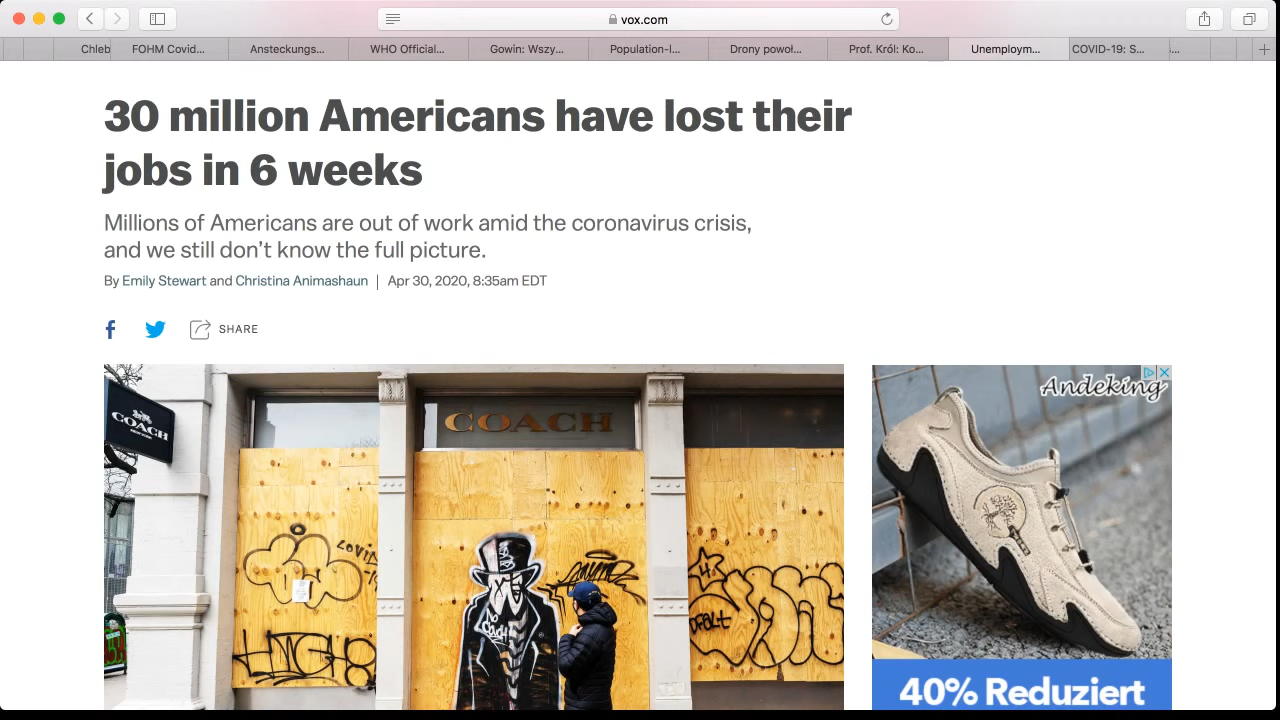 vox.com
Chleb
FOHM Covid...
Ansteckungs...
WHO Official...
Gowin: Wszy...
Population-l...
Drony powoł...
Prof. Król: Ko...
Unemploym...
COVID-19: S...
30 million Americans have lost their
jobs in 6 weeks
Millions of Americans are out of work amid the coronavirus crisis,
and we still don’t know the full picture.
By Emily Stewart and Christina Animashaun | Apr 30, 2020, 8:35am EDT
SHARE
COACH
COACH
Andeking
40% Reduziert